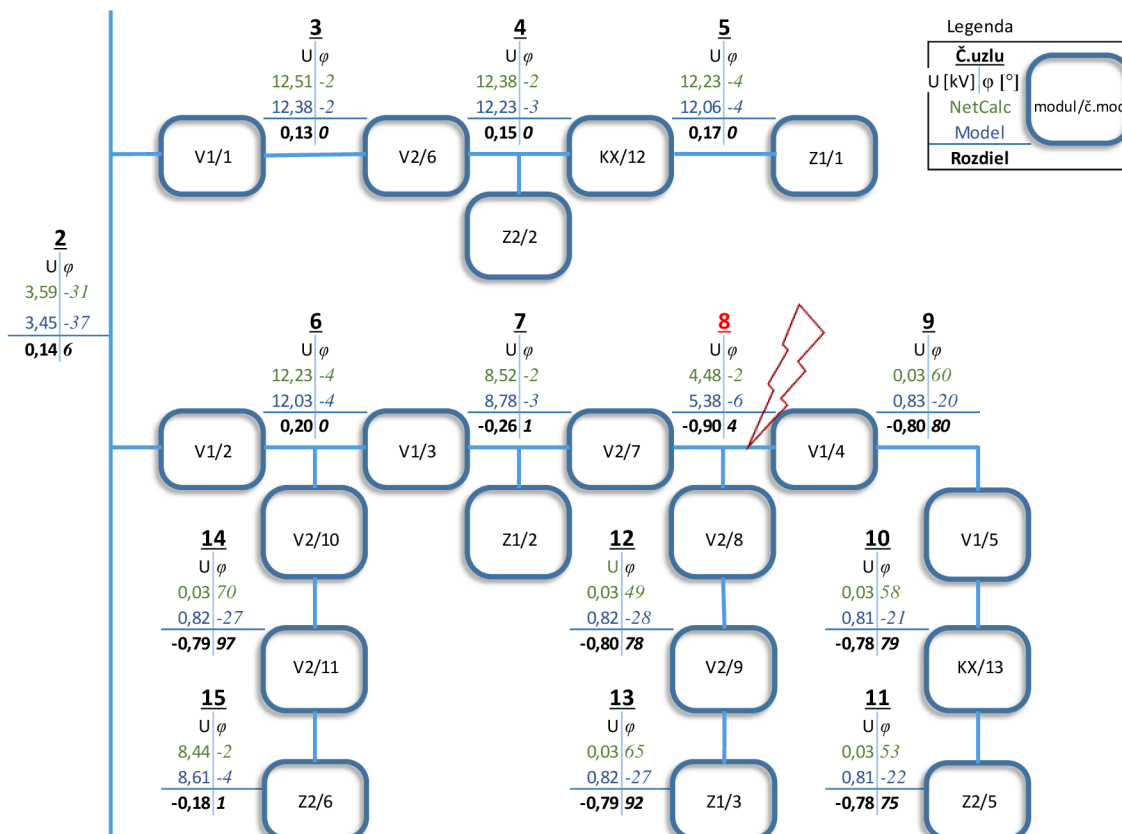 3
U φ
12,51 -2
12,38 -2
0,13 0
4
U φ
12,38 -2
12,23 -3
0,15 0
5
U φ
12,23 -4
12,06 -4
0,17 0
Legenda
Č.uzlu
U [kV] φ [°]
NetCalc
Model
Rozdiel
modul/č.mod
V1/1
V2/6
KX/12
Z1/1
Z2/2
2
U φ
3,59 -31
3,45 -37
0,14 6
6
U φ
12,23 -4
12,03 -4
0,20 0
7
U φ
8,52 -2
8,78 -3
-0,26 1
8
U φ
4,48 -2
5,38 -6
-0,90 4
9
U φ
0,03 60
0,83 -20
-0,80 80
V1/2
V1/3
V2/7
V1/4
V2/10
Z1/2
V2/8
V1/5
14
U φ
0,03 70
0,82 -27
-0,79 97
12
U φ
0,03 49
0,82 -28
-0,80 78
10
U φ
0,03 58
0,81 -21
-0,78 79
V2/11
V2/9
KX/13
15
U φ
8,44 -2
8,61 -4
-0,18 1
13
U φ
0,03 65
0,82 -27
-0,79 92
11
U φ
0,03 53
0,81 -22
-0,78 75
Z2/6
Z1/3
Z2/5